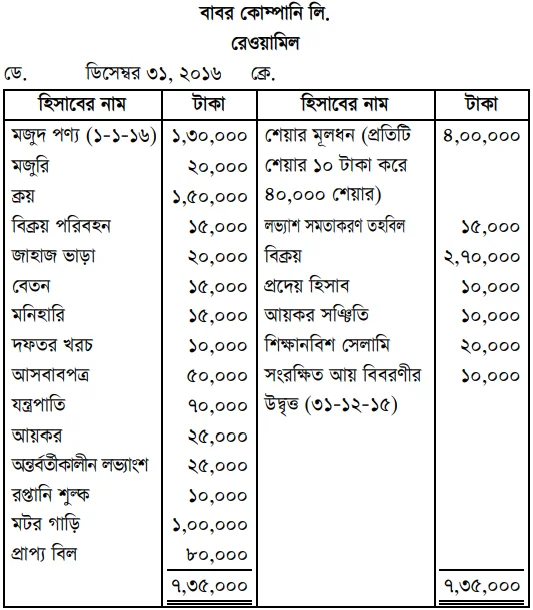 বাবর কোম্পানি লি.
রেওয়ামিল
ডে. ডিসেম্বর ৩১, ২০১৬ ক্রে.
হিসাবের নাম টাকা হিসাবের নাম টাকা
মজুদ পণ্য (১-১-১৬) ১,৩০,০০০ শেয়ার মূলধন (প্রতিটি ৪,০০,০০০
মজুরি ২০,০০০ শেয়ার ১০ টাকা করে
ক্রয় ১,৫০,০০০ ৪০,০০০ শেয়ার)
বিক্রয় পরিবহন ১৫,০০০ লভ্যাশ সমতাকরণ তহবিল ১৫,০০০
জাহাজ ভাড়া ২০,০০০ বিক্রয় ২,৭০,০০০
বেতন ১৫,০০০ প্রদেয় হিসাব ১০,০০০
মনিহারি ১৫,০০০ আয়কর সঞ্চিতি ১০,০০০
দফতর খরচ ১০,০০০ শিক্ষানবিশ সেলামি ২০,০০০
আসবাবপত্র ৫০,০০০ সংরক্ষিত আয় বিবরণীর ১০,০০০
যন্ত্রপাতি ৭০,০০০ উদ্বৃত্ত (৩১-১২-১৫)
আয়কর ২৫,০০০
অন্তর্বর্তীকালীন লভ্যাংশ ২৫,০০০
রপ্তানি শুল্ক ১০,০০০
মটর গাড়ি ১,০০,০০০
প্রাপ্য বিল ৮০,০০০
৭,৩৫,০০০ ৭,৩৫,০০০